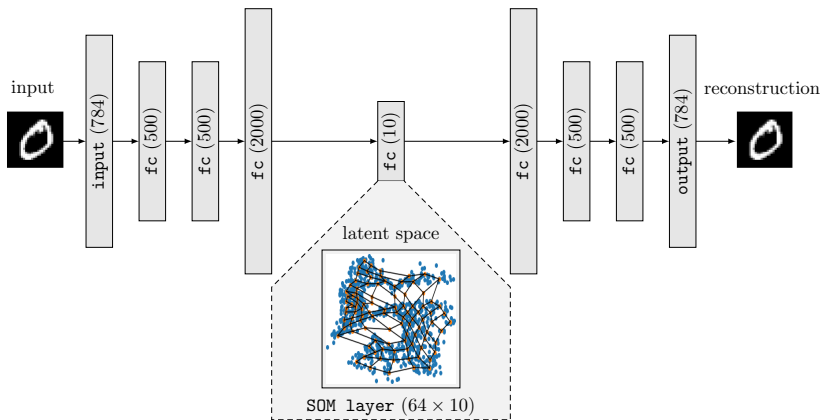 input
input (784)
fc (500)
fc (500)
fc (2000)
fc (10)
fc (2000)
fc (500)
fc (500)
output (784)
reconstruction
latent space
SOM layer (64 × 10)